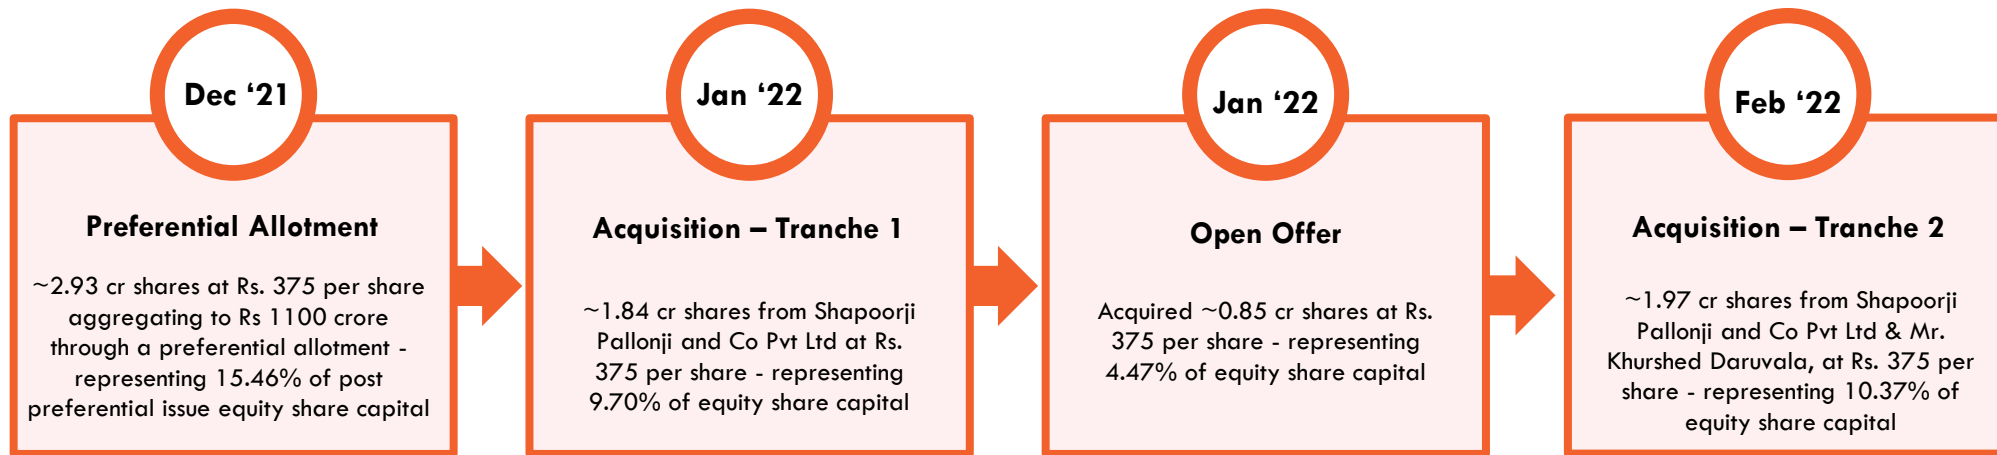 Dec ‘21
Preferential Allotment
~2.93 cr shares at Rs. 375 per share
aggregating to Rs 1100 crore
through a preferential allotment -
representing 15.46% of post
preferential issue equity share capital
Jan ‘22
Acquisition – Tranche 1
~1.84 cr shares from Shapoorji
Pallonji and Co Pvt Ltd at Rs.
375 per share - representing
9.70% of equity share capital
Jan ‘22
Open Offer
Acquired ~0.85 cr shares at Rs.
375 per share - representing
4.47% of equity share capital
Feb ‘22
Acquisition – Tranche 2
~1.97 cr shares from Shapoorji
Pallonji and Co Pvt Ltd & Mr.
Khurshed Daruvala, at Rs. 375 per
share - representing 10.37% of
equity share capital